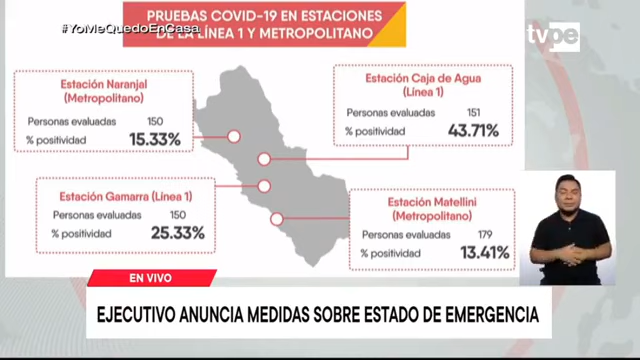 #YoMeQuedoEnCasa
PRUEBAS COVID-19 EN ESTACIONES
DE LA LÍNEA 1 Y METROPOLITANO
tvpe
Estación Naranjal
(Metropolitano)
Personas evaluadas 150
% positividad 15.33%
Estación Caja de Agua
(Línea 1)
Personas evaluadas 151
% positividad 43.71%
Estación Gamarra (Línea 1)
Personas evaluadas 150
% positividad 25.33%
Estación Matellini
(Metropolitano)
Personas evaluadas 179
% positividad 13.41%
EN VIVO
EJECUTIVO ANUNCIA MEDIDAS SOBRE ESTADO DE EMERGENCIA